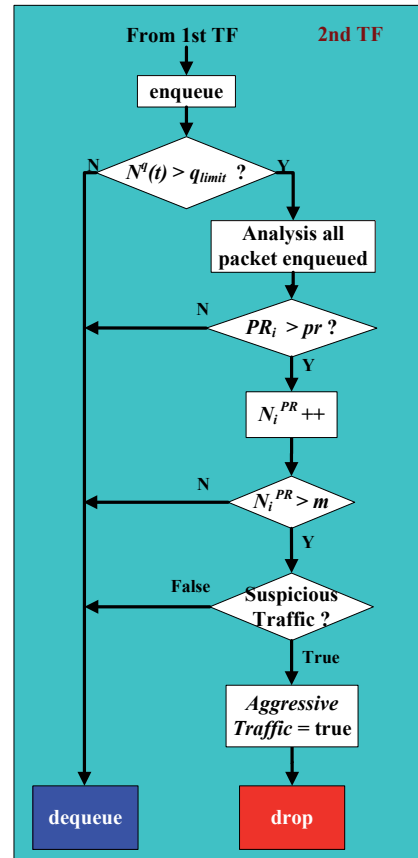 From 1st TF
2nd TF
enqueue
N^q(t) > q_limit ?
N
Y
Analysis all
packet enqueued
N
PR_i > pr ?
Y
N_i^PR ++
N
N_i^PR > m
Y
False
Suspicious
Traffic ?
True
Aggressive
Traffic = true
dequeue
drop